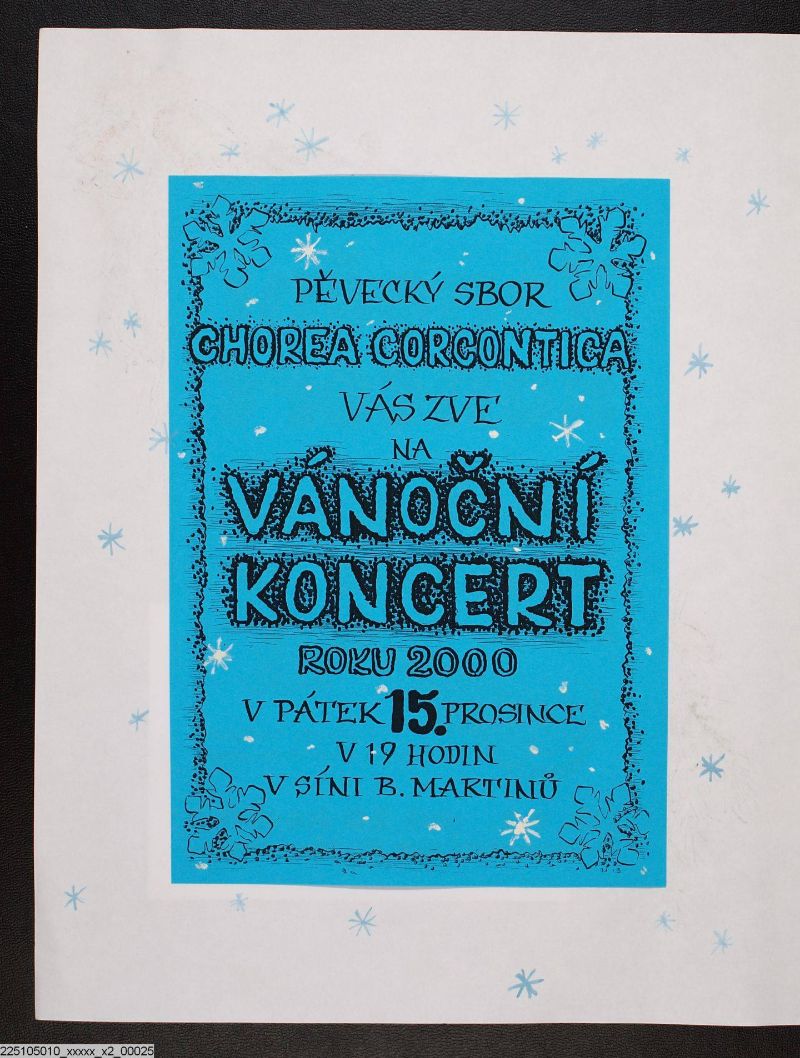 PĚVECKÝ SBOR
CHOREA CORCONTICA
VÁS ZVE
NA
VÁNOČNÍ
KONCERT
ROKU 2000
V PÁTEK 15. PROSINCE
V 19 HODIN
V SÍNI B. MARTINŮ
225105010_xxxxx_x2_00025